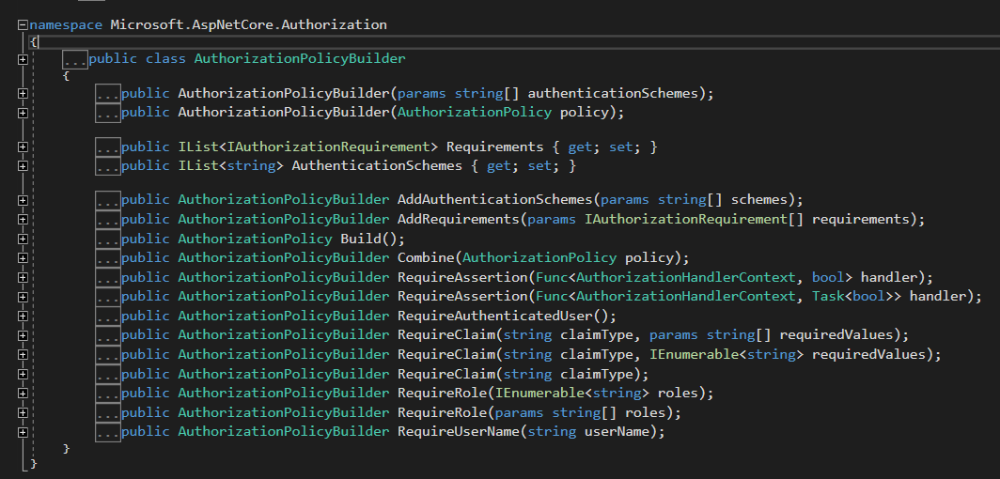 namespace Microsoft.AspNetCore.Authorization
{
...public class AuthorizationPolicyBuilder
{
...public AuthorizationPolicyBuilder(params string[] authenticationSchemes);
...public AuthorizationPolicyBuilder(AuthorizationPolicy policy);
...public IList<IAuthorizationRequirement> Requirements { get; set; }
...public IList<string> AuthenticationSchemes { get; set; }
...public AuthorizationPolicyBuilder AddAuthenticationSchemes(params string[] schemes);
...public AuthorizationPolicyBuilder AddRequirements(params IAuthorizationRequirement[] requirements);
...public AuthorizationPolicy Build();
...public AuthorizationPolicyBuilder Combine(AuthorizationPolicy policy);
...public AuthorizationPolicyBuilder RequireAssertion(Func<AuthorizationHandlerContext, bool> handler);
...public AuthorizationPolicyBuilder RequireAssertion(Func<AuthorizationHandlerContext, Task<bool>> handler);
...public AuthorizationPolicyBuilder RequireAuthenticatedUser();
...public AuthorizationPolicyBuilder RequireClaim(string claimType, params string[] requiredValues);
...public AuthorizationPolicyBuilder RequireClaim(string claimType, IEnumerable<string> requiredValues);
...public AuthorizationPolicyBuilder RequireClaim(string claimType);
...public AuthorizationPolicyBuilder RequireRole(IEnumerable<string> roles);
...public AuthorizationPolicyBuilder RequireRole(params string[] roles);
...public AuthorizationPolicyBuilder RequireUserName(string userName);
}
}